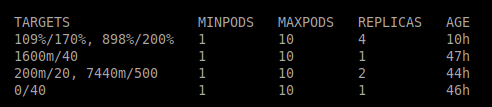 TARGETS MINPODS MAXPODS REPLICAS AGE
109%/170%, 898%/200% 1 10 4 10h
1600m/40 1 10 1 47h
200m/20, 7440m/500 1 10 2 44h
0/40 1 10 1 46h